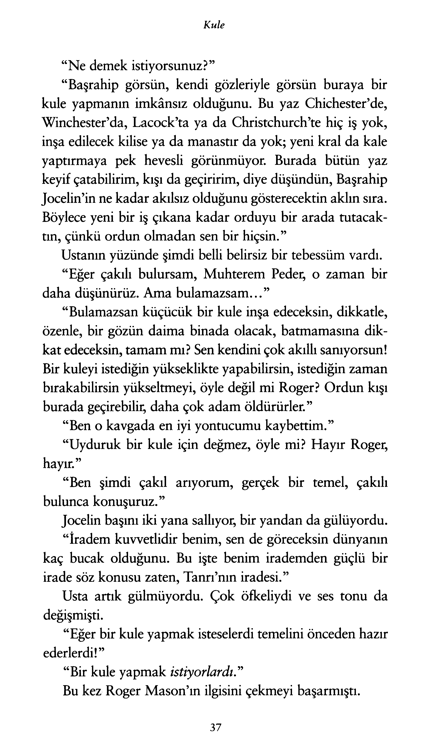 Kule
“Ne demek istiyorsunuz?”
“Başrahip görsün, kendi gözleriyle görsün buraya bir
kule yapmanın imkânsız olduğunu. Bu yaz Chichester’de,
Winchester’da, Lacock’ta ya da Christchurch’te hiç iş yok,
inşa edilecek kilise ya da manastır da yok; yeni kral da kale
yaptırmaya pek hevesli görünmüyor. Burada bütün yaz
keyif çatabilirim, kışı da geçiririm, diye düşündün, Başrahip
Jocelin’in ne kadar akılsız olduğunu gösterecektin aklın sıra.
Böylece yeni bir iş çıkana kadar orduyu bir arada tutacak-
tın, çünkü ordun olmadan sen bir hiçsin.”
Ustanın yüzünde şimdi belli belirsiz bir tebessüm vardı.
“Eğer çakılı bulursam, Muhterem Peder, o zaman bir
daha düşünürüz. Ama bulamazsam...”
“Bulamazsan küçücük bir kule inşa edeceksin, dikkatle,
özenle, bir gözün daima binada olacak, batmamasına dik-
kat edeceksin, tamam mı? Sen kendini çok akıllı sanıyorsun!
Bir kuleyi istediğin yükseklikte yapabilirsin, istediğin zaman
bırakabilirsin yükseltmeyi, öyle değil mi Roger? Ordun kışı
burada geçirebilir, daha çok adam öldürürler.”
“Ben o kavgada en iyi yontucumu kaybettim.”
“Uyduruk bir kule için değmez, öyle mi? Hayır Roger,
hayır.”
“Ben şimdi çakıl arıyorum, gerçek bir temel, çakılı
bulunca konuşuruz.”
Jocelin başını iki yana sallıyor, bir yandan da gülüyordu.
“İradem kuvvetlidir benim, sen de göreceksin dünyanın
kaç bucak olduğunu. Bu işte benim irademden güçlü bir
irade söz konusu zaten, Tanrı’nın iradesi.”
Usta artık gülmüyordu. Çok öfkeliydi ve ses tonu da
değişmişti.
“Eğer bir kule yapmak isteselerdi temelini önceden hazır
ederlerdi!”
“Bir kule yapmak istiyorlardı.”
Bu kez Roger Mason’ın ilgisini çekmeyi başarmıştı.
37